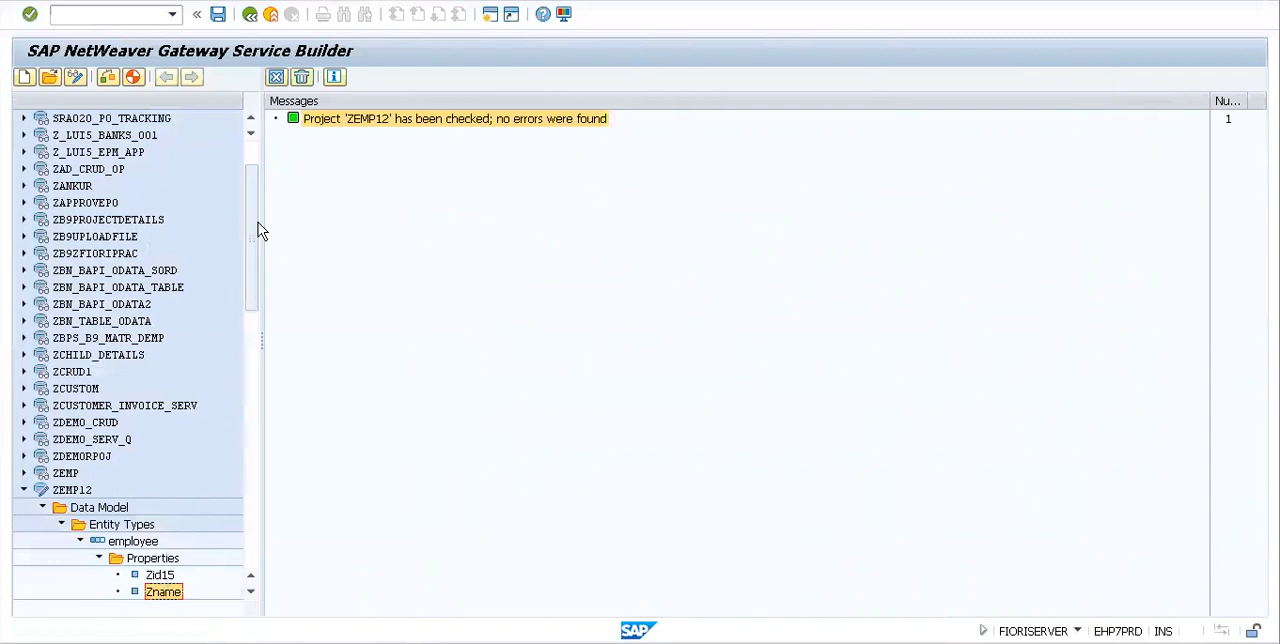 SAP NetWeaver Gateway Service Builder
Messages
Nu...
Project 'ZEMP12' has been checked; no errors were found
1
SRA020_PO_TRACKING
Z_LUI5_BANKS_001
Z_LUI5_EPM_APP
ZAD_CRUD_OP
ZANKUR
ZAPPROVEPO
ZB9PROJECTDETAILS
ZB9UPLOADFILE
ZB9ZFIORIPRAC
ZBN_BAPI_ODATA_SORD
ZBN_BAPI_ODATA_TABLE
ZBN_BAPI_ODATA2
ZBN_TABLE_ODATA
ZBPS_B9_MATR_DEMP
ZCHILD_DETAILS
ZCRUD1
ZCUSTOM
ZCUSTOMER_INVOICE_SERV
ZDEMO_CRUD
ZDEMO_SERV_Q
ZDEMORPOJ
ZEMP
ZEMP12
Data Model
Entity Types
employee
Properties
Zid15
Zname
SAP
FIORISERVER
EHP7PRD
INS